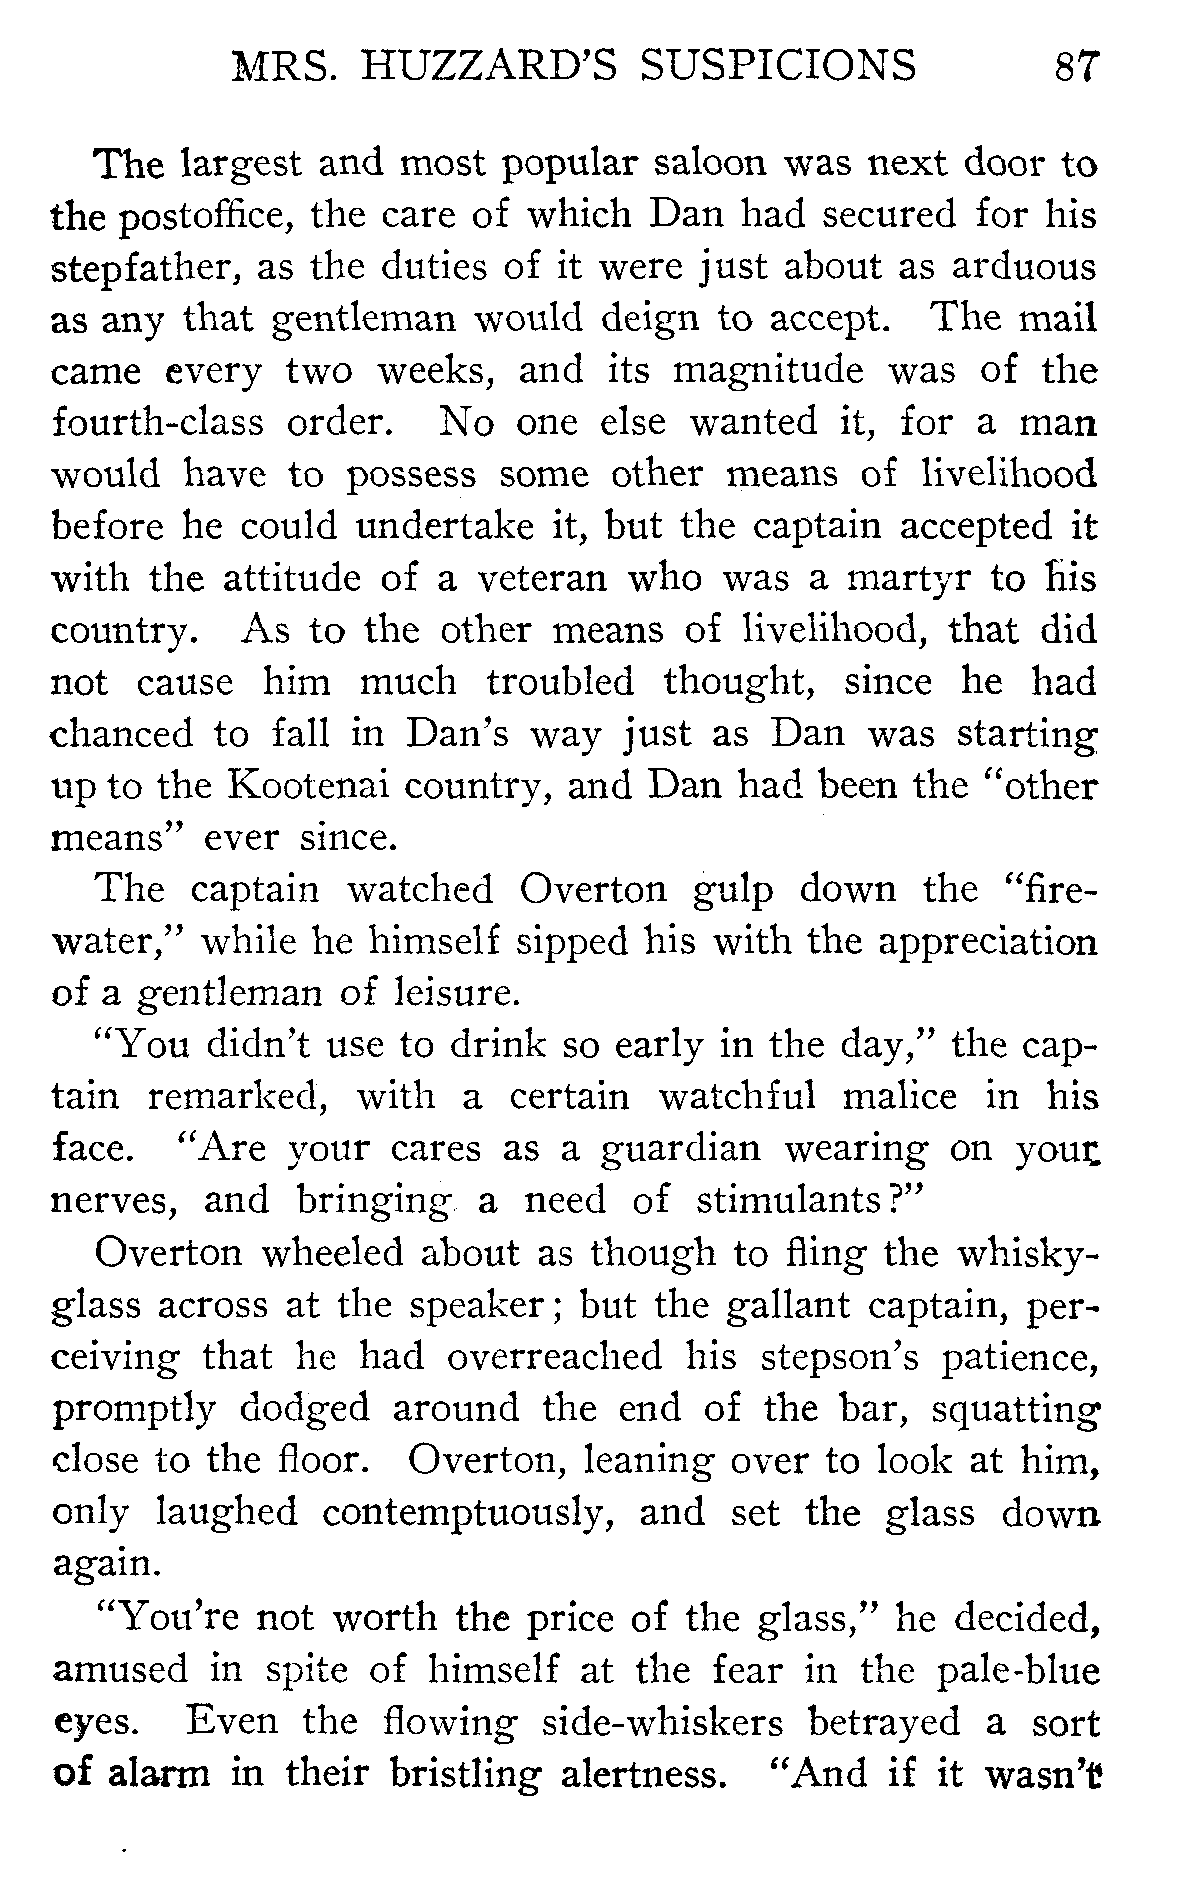 MRS. HUZZARD'S SUSPICIONS 87
The largest and most popular saloon was next door to
the postoffice, the care of which Dan had secured for his
stepfather, as the duties of it were just about as arduous
as any that gentleman would deign to accept. The mail
came every two weeks, and its magnitude was of the
fourth-class order. No one else wanted it, for a man
would have to possess some other means of livelihood
before he could undertake it, but the captain accepted it
with the attitude of a veteran who was a martyr to his
country. As to the other means of livelihood, that did
not cause him much troubled thought, since he had
chanced to fall in Dan's way just as Dan was starting
up to the Kootenai country, and Dan had been the "other
means" ever since.
The captain watched Overton gulp down the "fire-
water," while he himself sipped his with the appreciation
of a gentleman of leisure.
"You didn't use to drink so early in the day," the cap-
tain remarked, with a certain watchful malice in his
face. "Are your cares as a guardian wearing on your
nerves, and bringing a need of stimulants?"
Overton wheeled about as though to fling the whisky-
glass across at the speaker; but the gallant captain, per-
ceiving that he had overreached his stepson's patience,
promptly dodged around the end of the bar, squatting
close to the floor. Overton, leaning over to look at him,
only laughed contemptuously, and set the glass down
again.
"You're not worth the price of the glass," he decided,
amused in spite of himself at the fear in the pale-blue
eyes. Even the flowing side-whiskers betrayed a sort
of alarm in their bristling alertness. "And if it wasn't